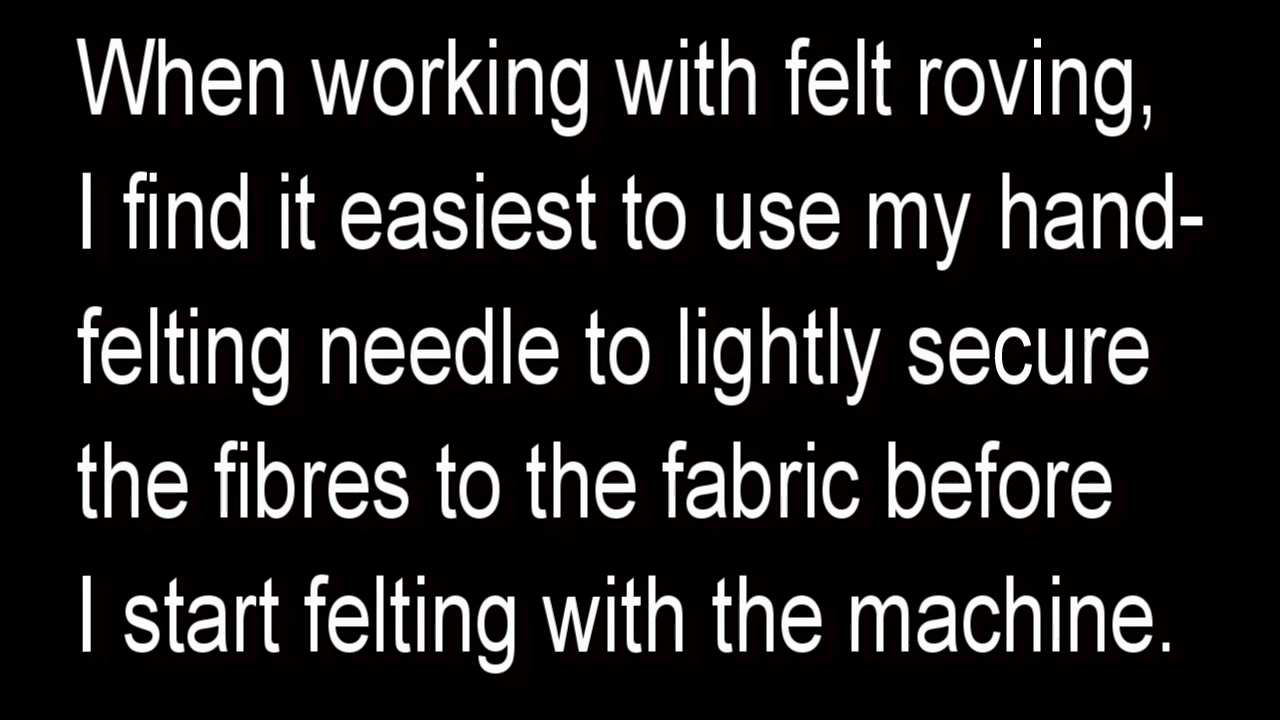 When working with felt roving,
I find it easiest to use my hand-
felting needle to lightly secure
the fibres to the fabric before
I start felting with the machine.